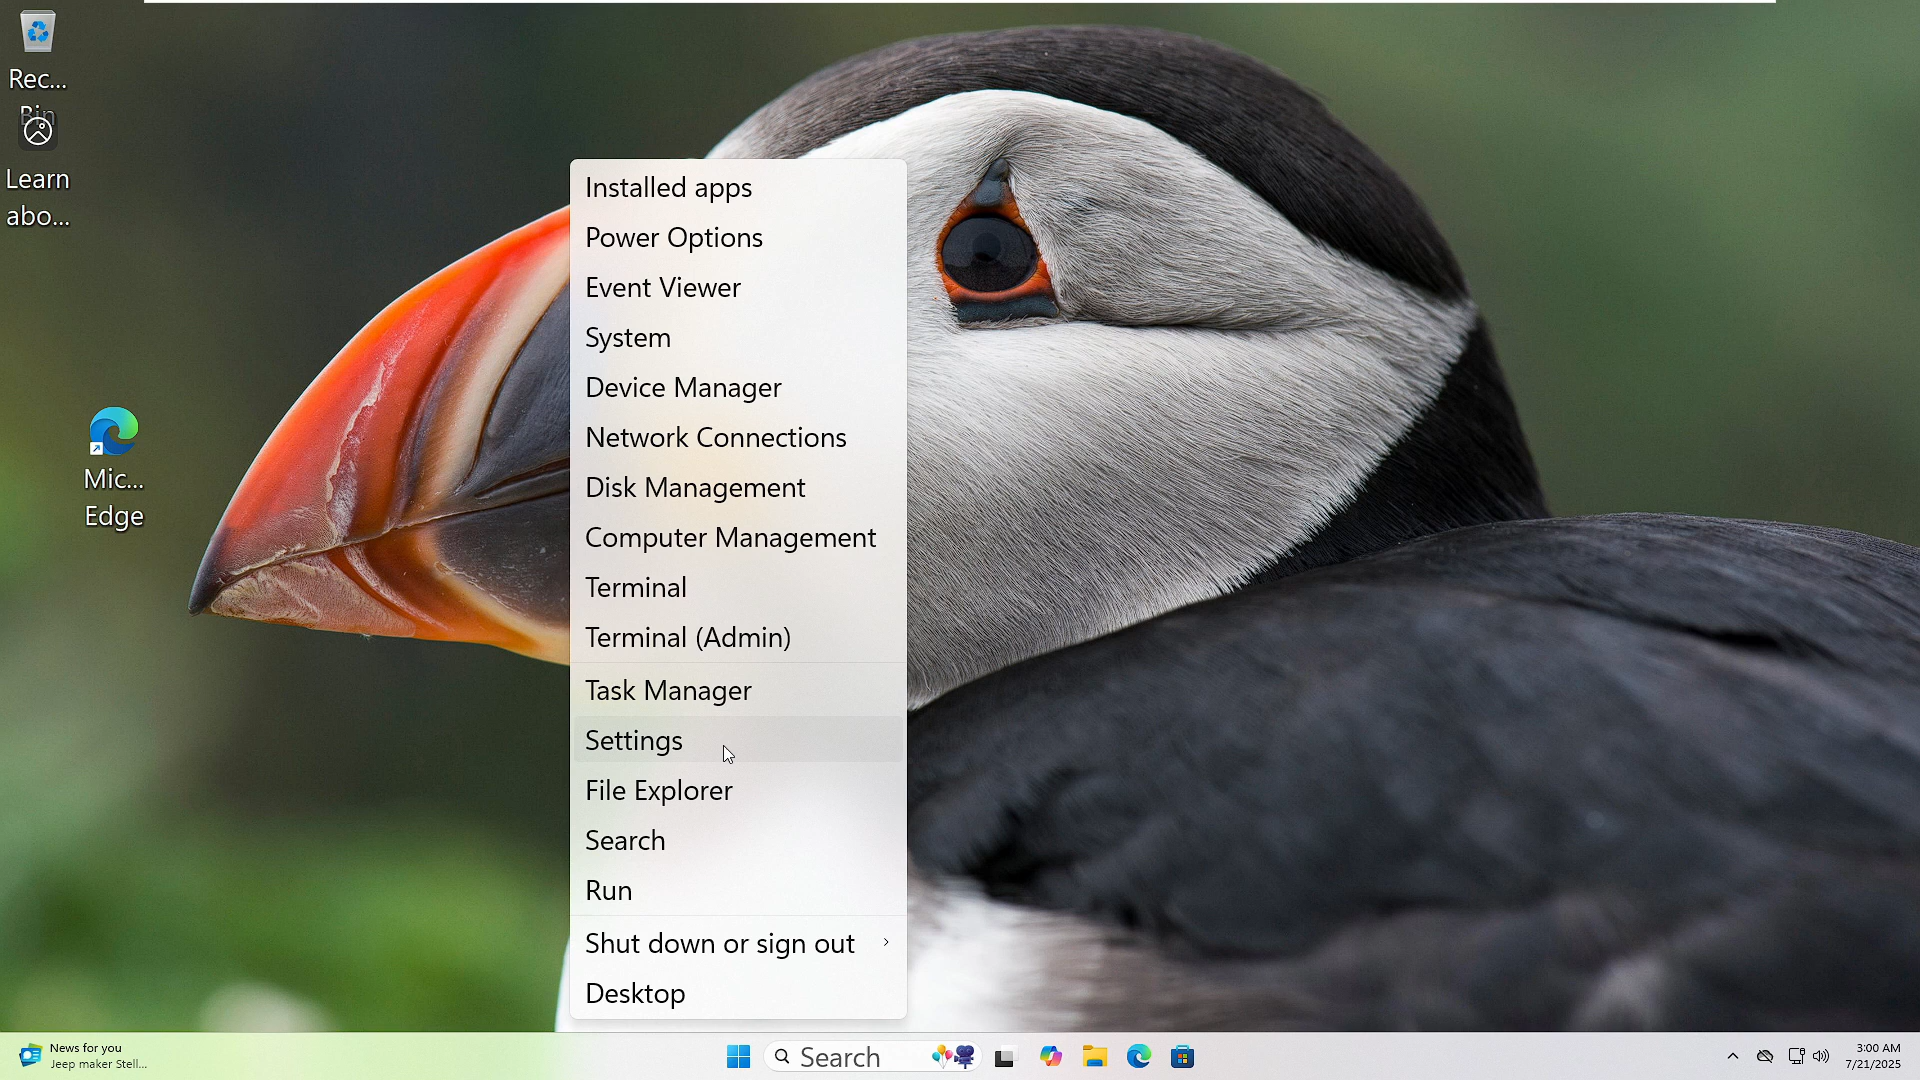 Rec...
Bin
Learn
abo...
Mic...
Edge
Installed apps
Power Options
Event Viewer
System
Device Manager
Network Connections
Disk Management
Computer Management
Terminal
Terminal (Admin)
Task Manager
Settings
File Explorer
Search
Run
Shut down or sign out
Desktop
News for you
Jeep maker Stell...
Search
3:00 AM
7/21/2025